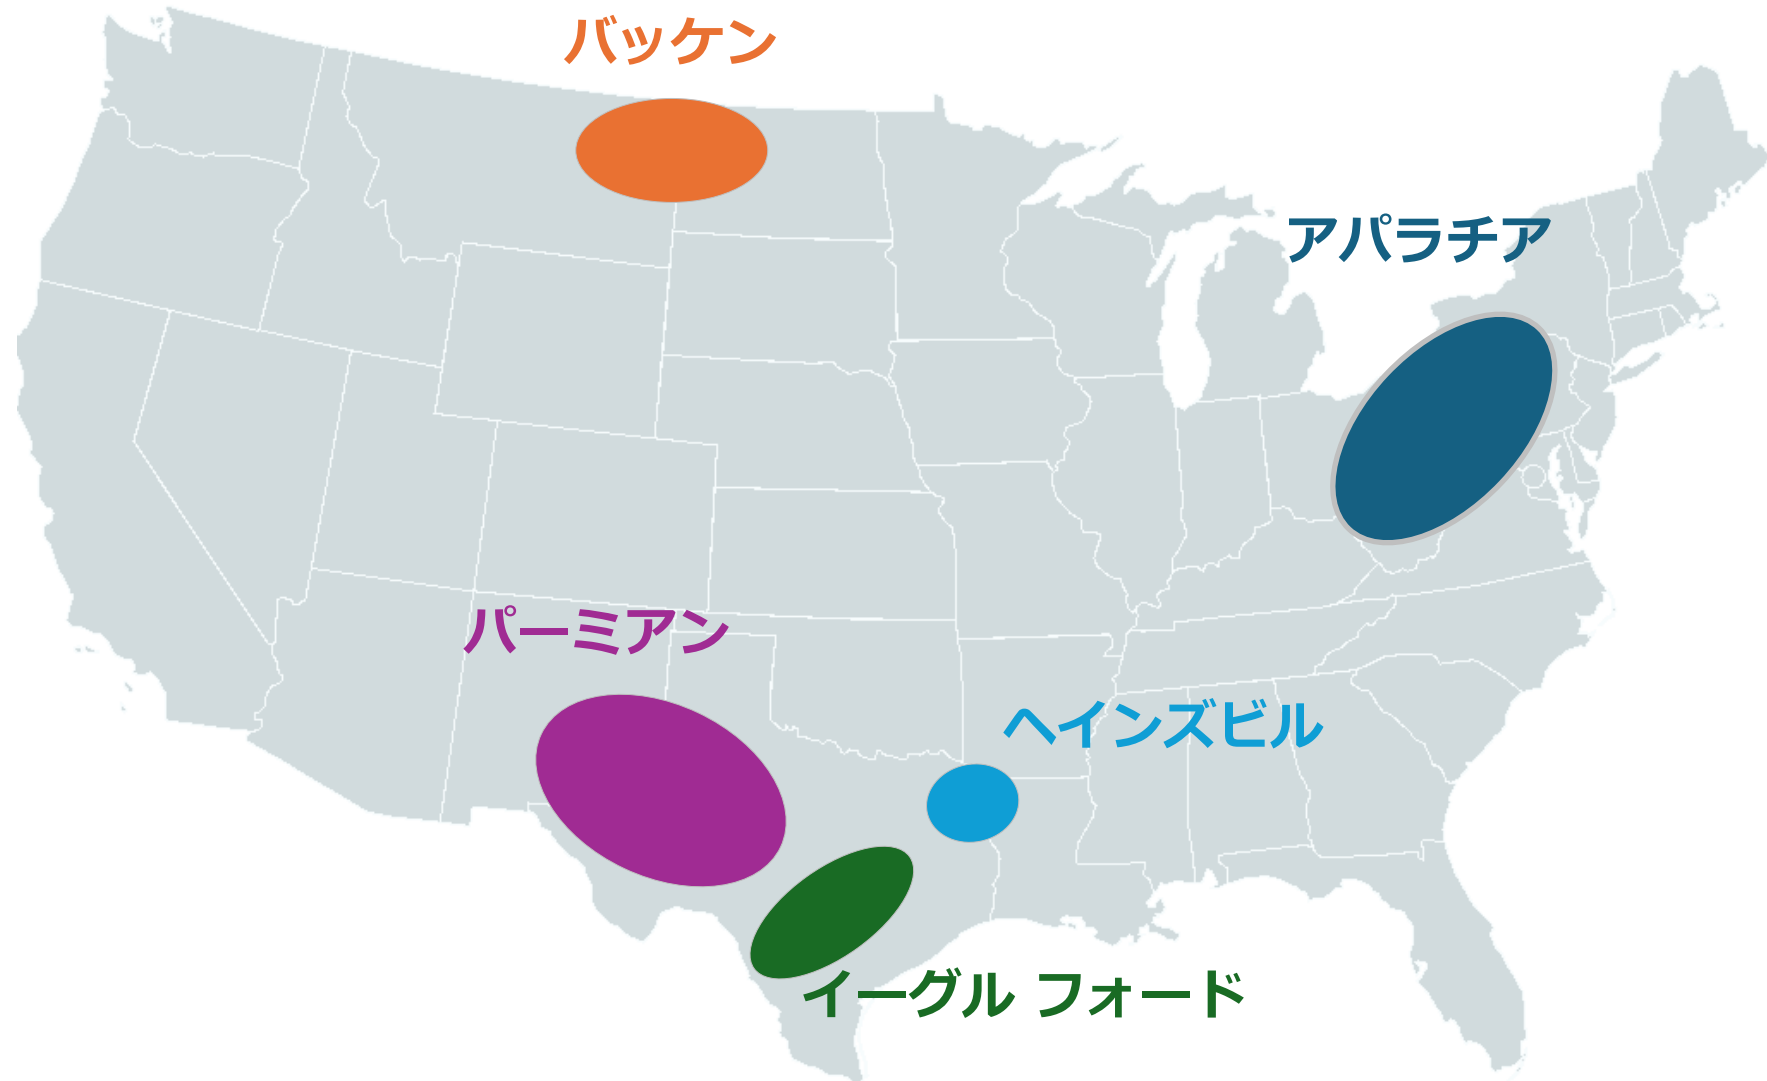 バッケン
アパラチア
パーミアン
ヘインズビル
イーグル フォード